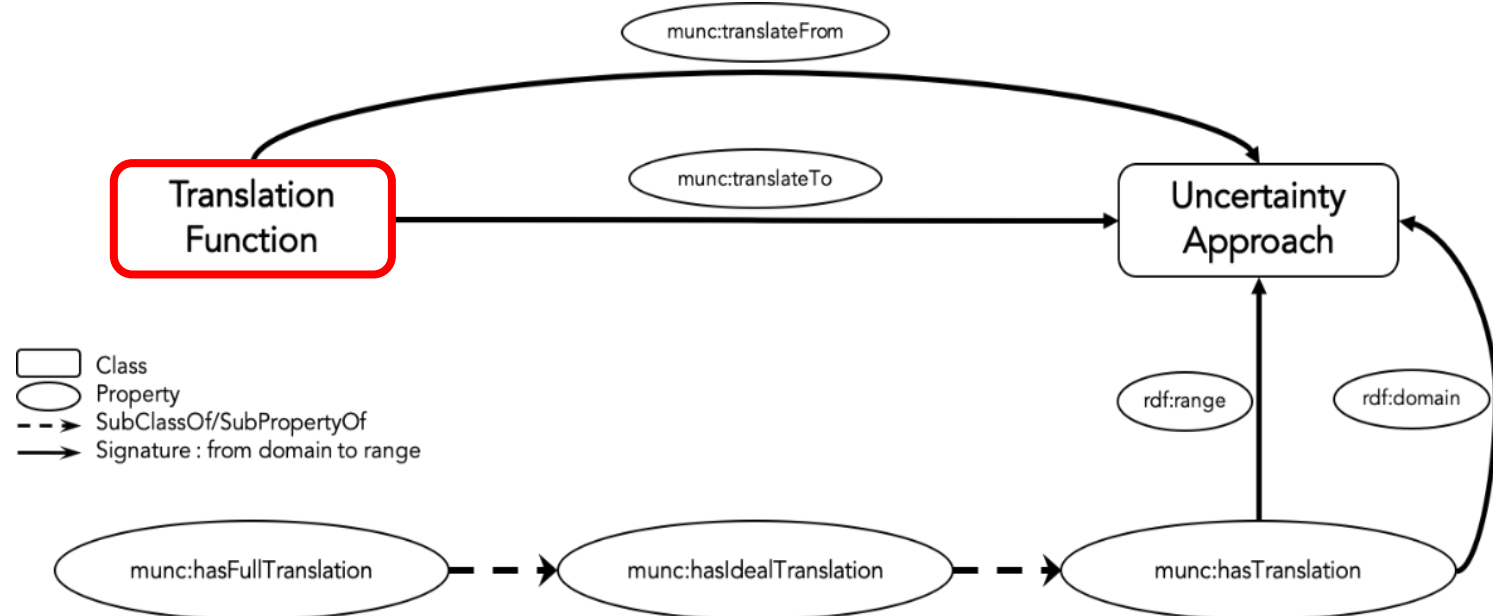 munc:translateFrom
munc:translateTo
Translation
Function
Uncertainty
Approach
Class
Property
SubClassOf/SubPropertyOf
Signature : from domain to range
rdf:range
rdf:domain
munc:hasFullTranslation
munc:hasIdealTranslation
munc:hasTranslation